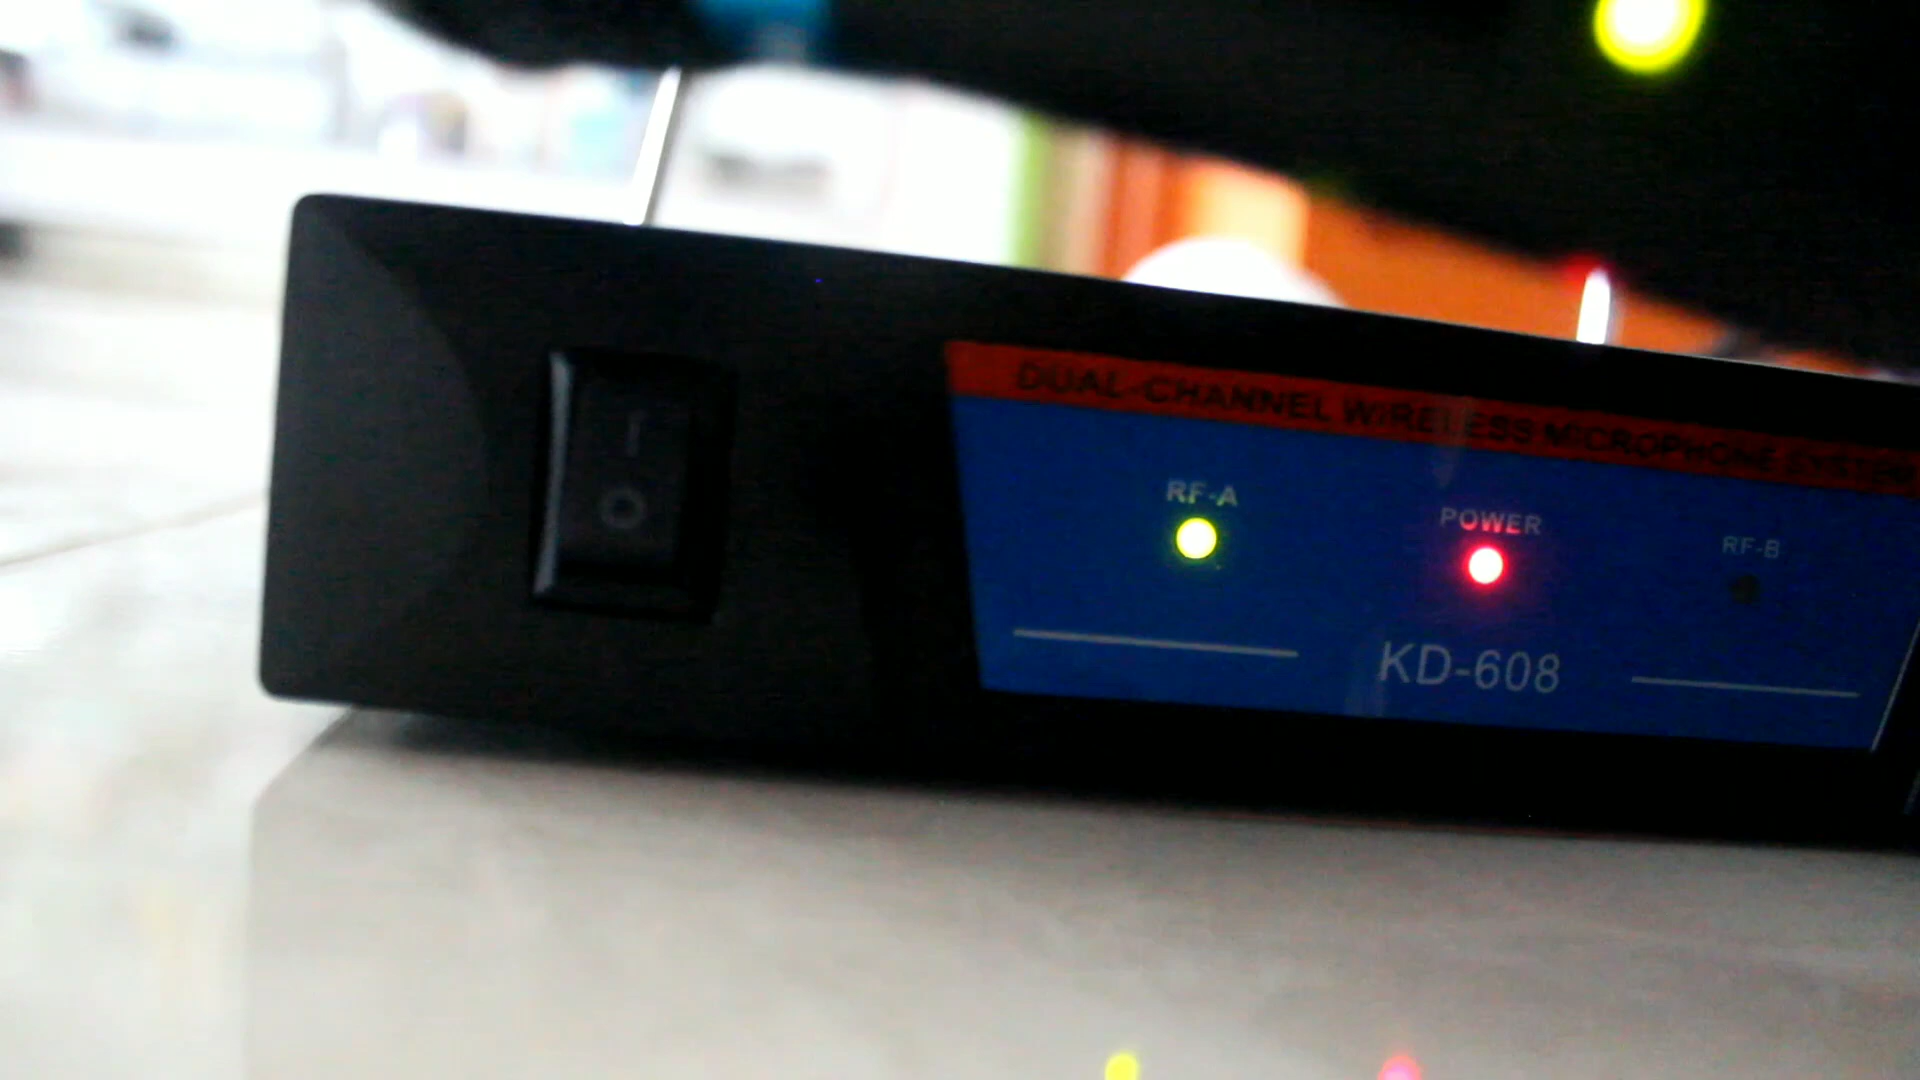 DUAL-CHANNEL WIRELESS MICROPHONE SYSTEM
RF-A
POWER
RF-B
KD-608